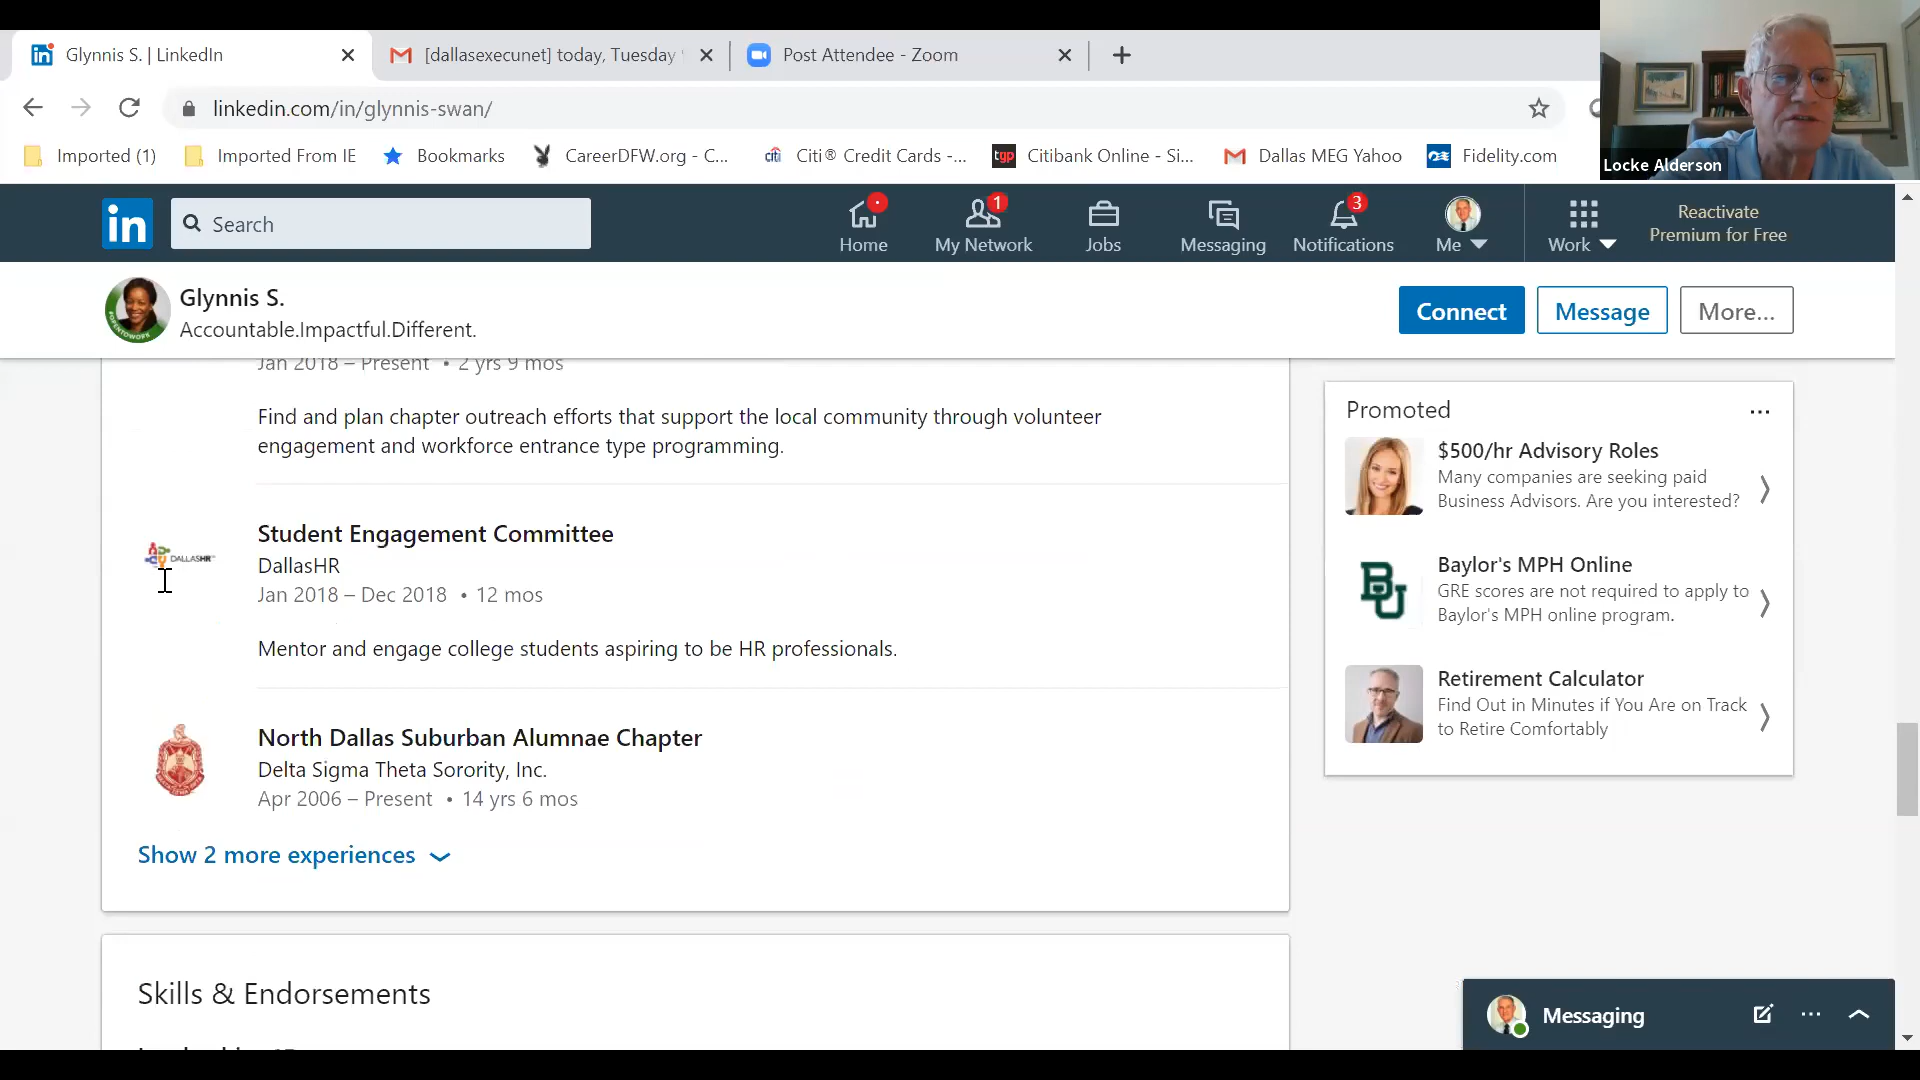 Glynnis S. | LinkedIn
[dallasexecunet] today, Tuesday
Post Attendee - Zoom
linkedin.com/in/glynnis-swan/
Imported (1)
Imported From IE
Bookmarks
CareerDFW.org - C...
citi
Citi® Credit Cards -...
tgp
Citibank Online - Si...
Dallas MEG Yahoo
Fidelity.com
Locke Alderson
in
Search
Home
1
My Network
Jobs
Messaging
3
Notifications
Me
Work
Reactivate
Premium for Free
#OPENTOWORK
Glynnis S.
Accountable.Impactful.Different.
Connect
Message
More...
Jan 2018 – Present • 2 yrs 9 mos
Find and plan chapter outreach efforts that support the local community through volunteer
engagement and workforce entrance type programming.
DALLASHR
Student Engagement Committee
DallasHR
Jan 2018 – Dec 2018 • 12 mos
Mentor and engage college students aspiring to be HR professionals.
North Dallas Suburban Alumnae Chapter
Delta Sigma Theta Sorority, Inc.
Apr 2006 – Present • 14 yrs 6 mos
Show 2 more experiences
Skills & Endorsements
Promoted
...
$500/hr Advisory Roles
Many companies are seeking paid
Business Advisors. Are you interested?
BU
Baylor's MPH Online
GRE scores are not required to apply to
Baylor's MPH online program.
Retirement Calculator
Find Out in Minutes if You Are on Track
to Retire Comfortably
Messaging
...